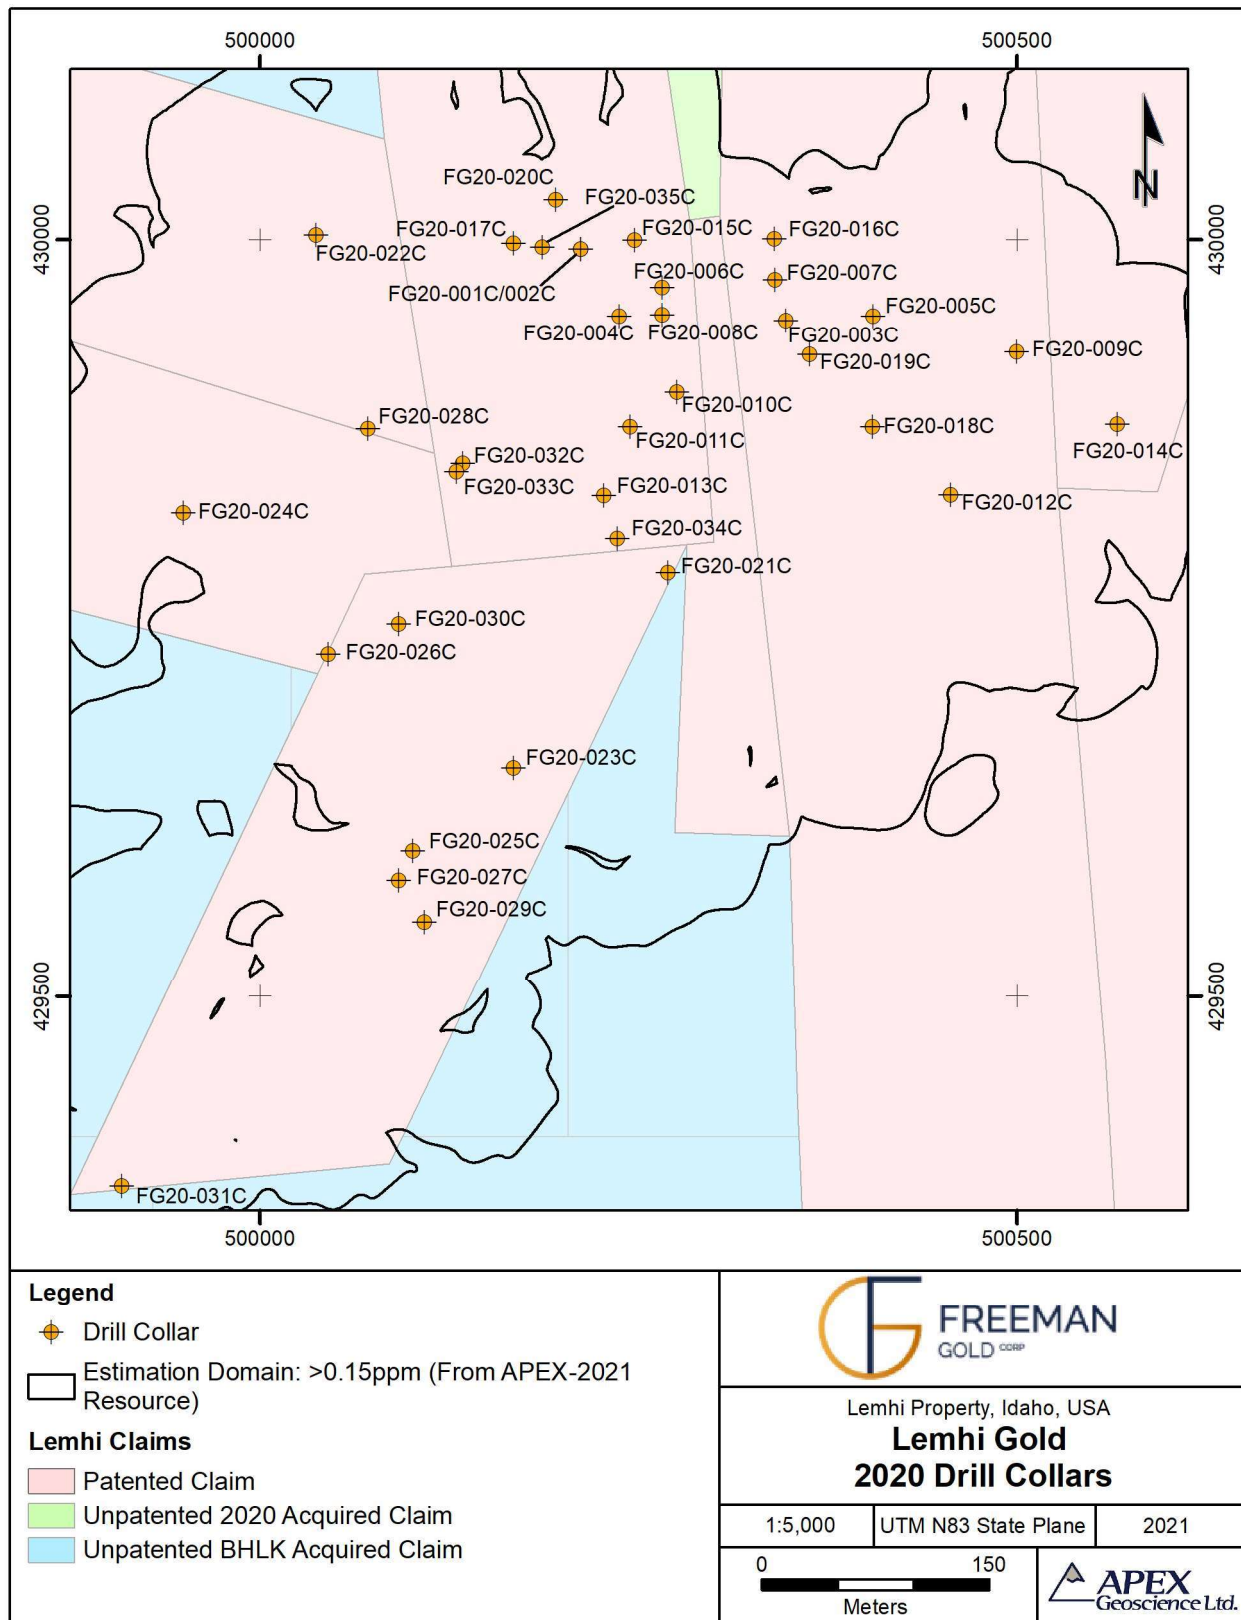 500000
500500
FG20-020C
FG20-035C
FG20-017C
FG20-015C
FG20-016C
430000
430000
FG20-022C
FG20-006C
FG20-007C
FG20-001C/002C
FG20-005C
FG20-004C
FG20-008C
FG20-003C
FG20-009C
FG20-019C
FG20-010C
FG20-028C
FG20-011C
FG20-018C
FG20-014C
FG20-032C
FG20-033C
FG20-013C
FG20-012C
FG20-024C
FG20-034C
FG20-021C
FG20-030C
FG20-026C
FG20-023C
FG20-025C
FG20-027C
FG20-029C
429500
429500
FG20-031C
500000
500500
N
Legend
Drill Collar
Estimation Domain: >0.15ppm (From APEX-2021
Resource)
Lemhi Claims
Patented Claim
Unpatented 2020 Acquired Claim
Unpatented BHLK Acquired Claim
FREEMAN
GOLD CORP
Lemhi Property, Idaho, USA
Lemhi Gold
2020 Drill Collars
1:5,000
UTM N83 State Plane
2021
0
150
Meters
APEX
Geoscience Ltd.